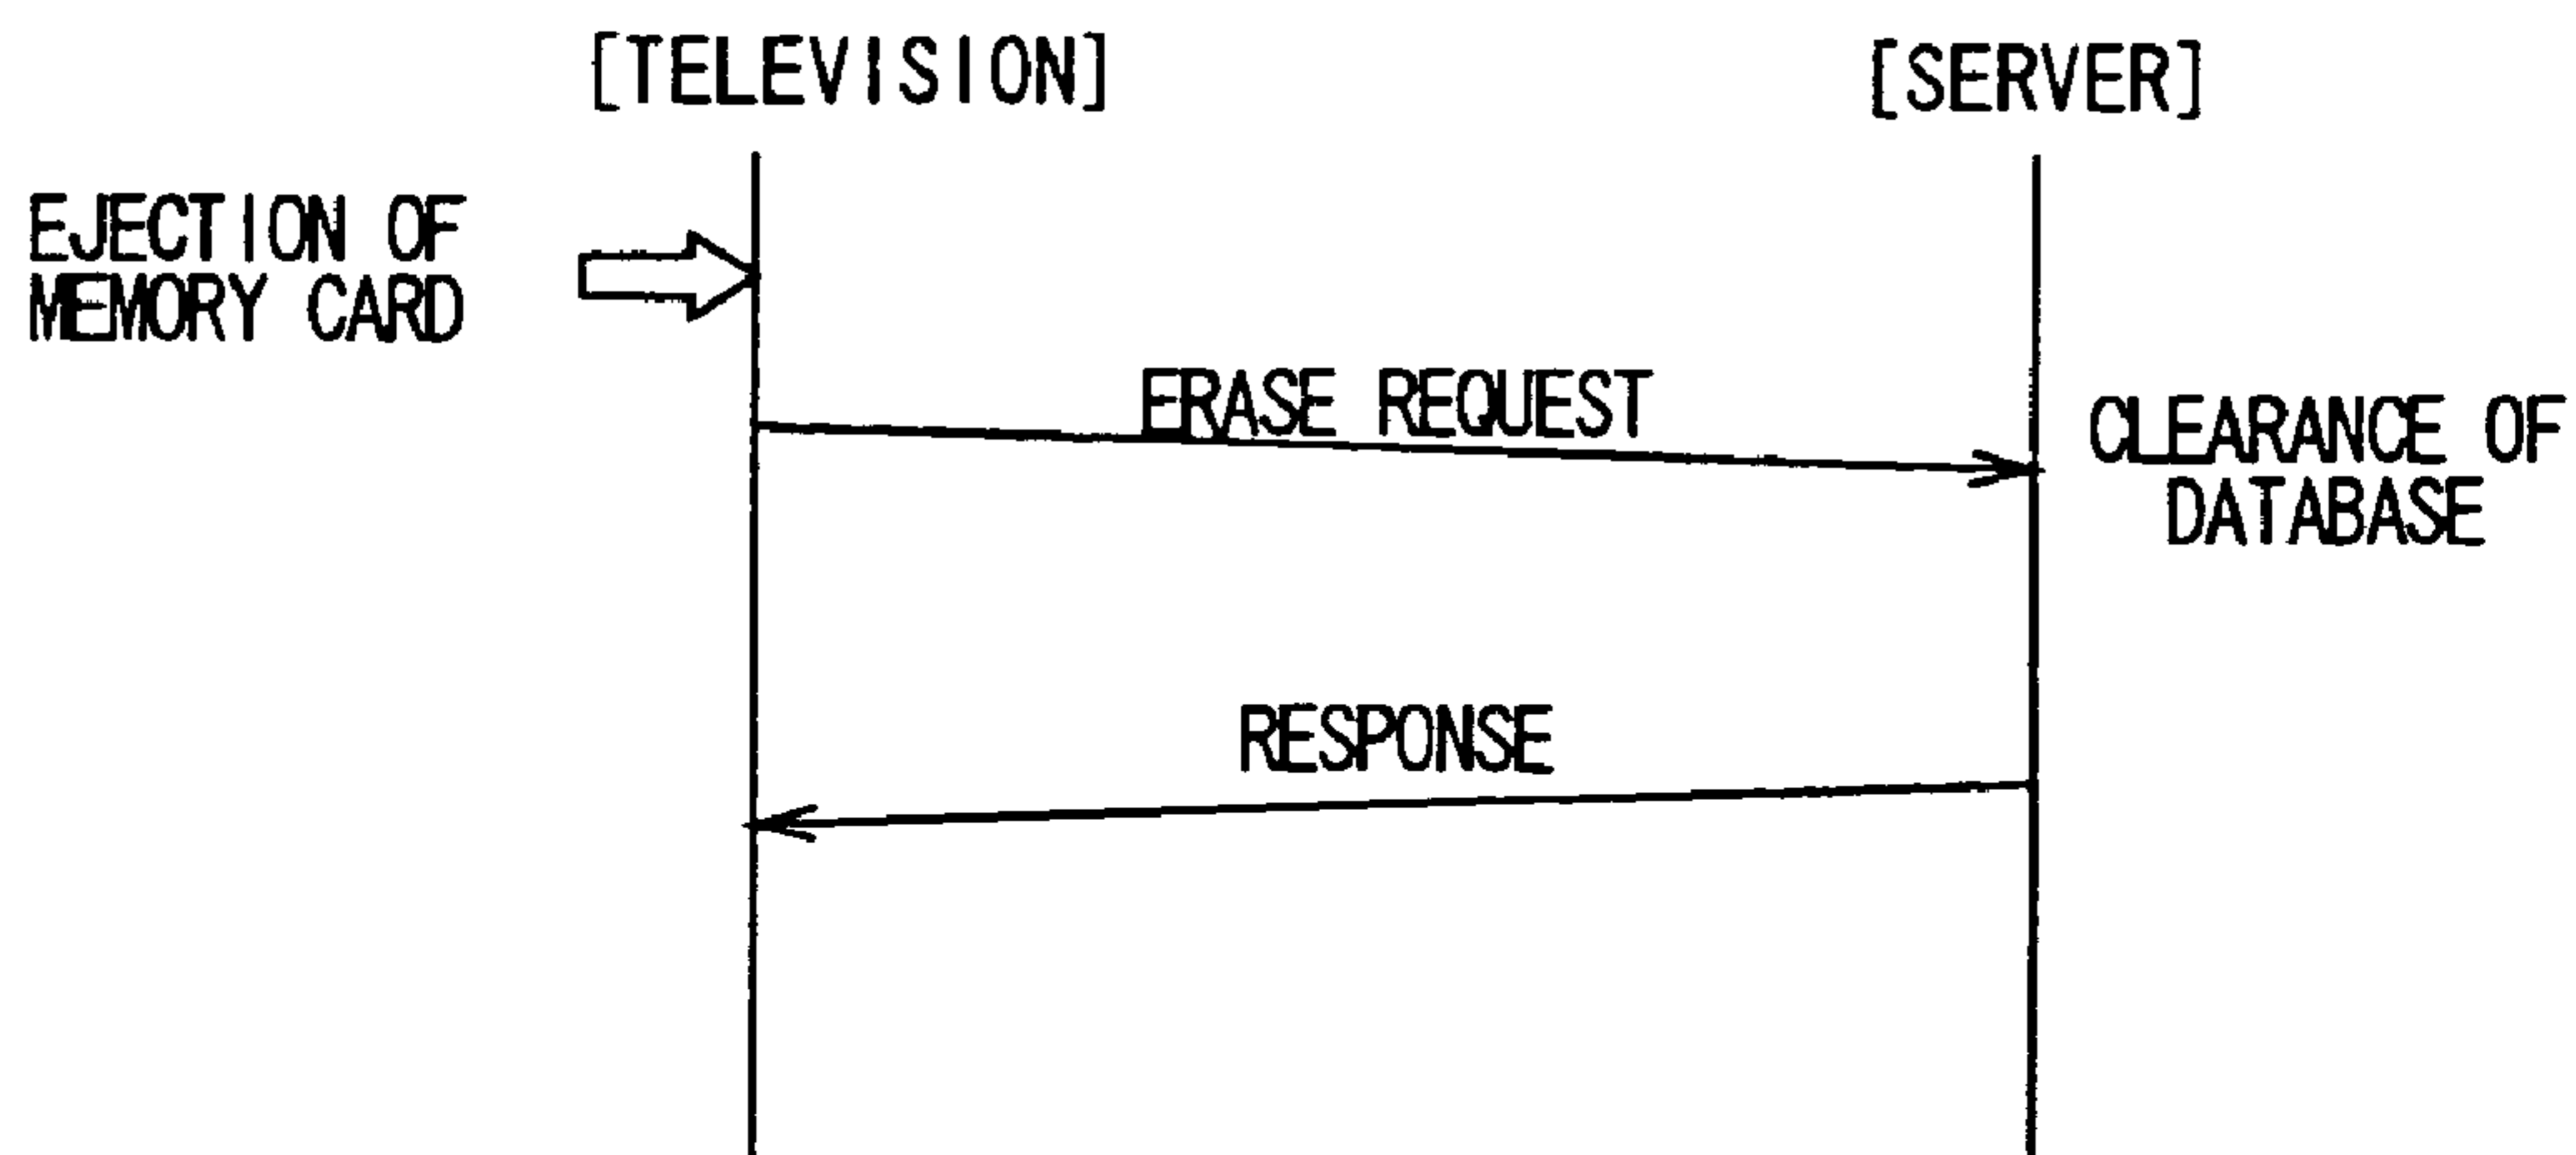 [TELEVISION]
[SERVER]
EJECTION OF
MEMORY CARD
ERASE REQUEST
CLEARANCE OF
DATABASE
RESPONSE